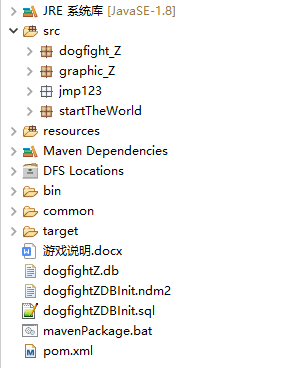 JRE 系统库 [JavaSE-1.8]
src
dogfight_Z
graphic_Z
jmp123
startTheWorld
resources
Maven Dependencies
DFS Locations
bin
common
target
游戏说明.docx
dogfightZ.db
dogfightZDBInit.ndm2
dogfightZDBInit.sql
mavenPackage.bat
pom.xml